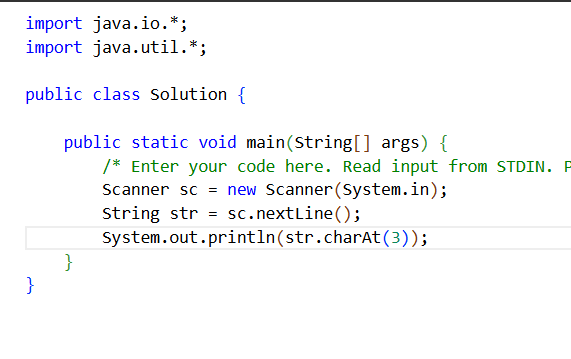 import java.io.*;
import java.util.*;
public class Solution {
public static void main(String[] args) {
/* Enter your code here. Read input from STDIN. P
Scanner sc = new Scanner(System.in);
String str = sc.nextLine();
System.out.println(str.charAt(3));
}
}